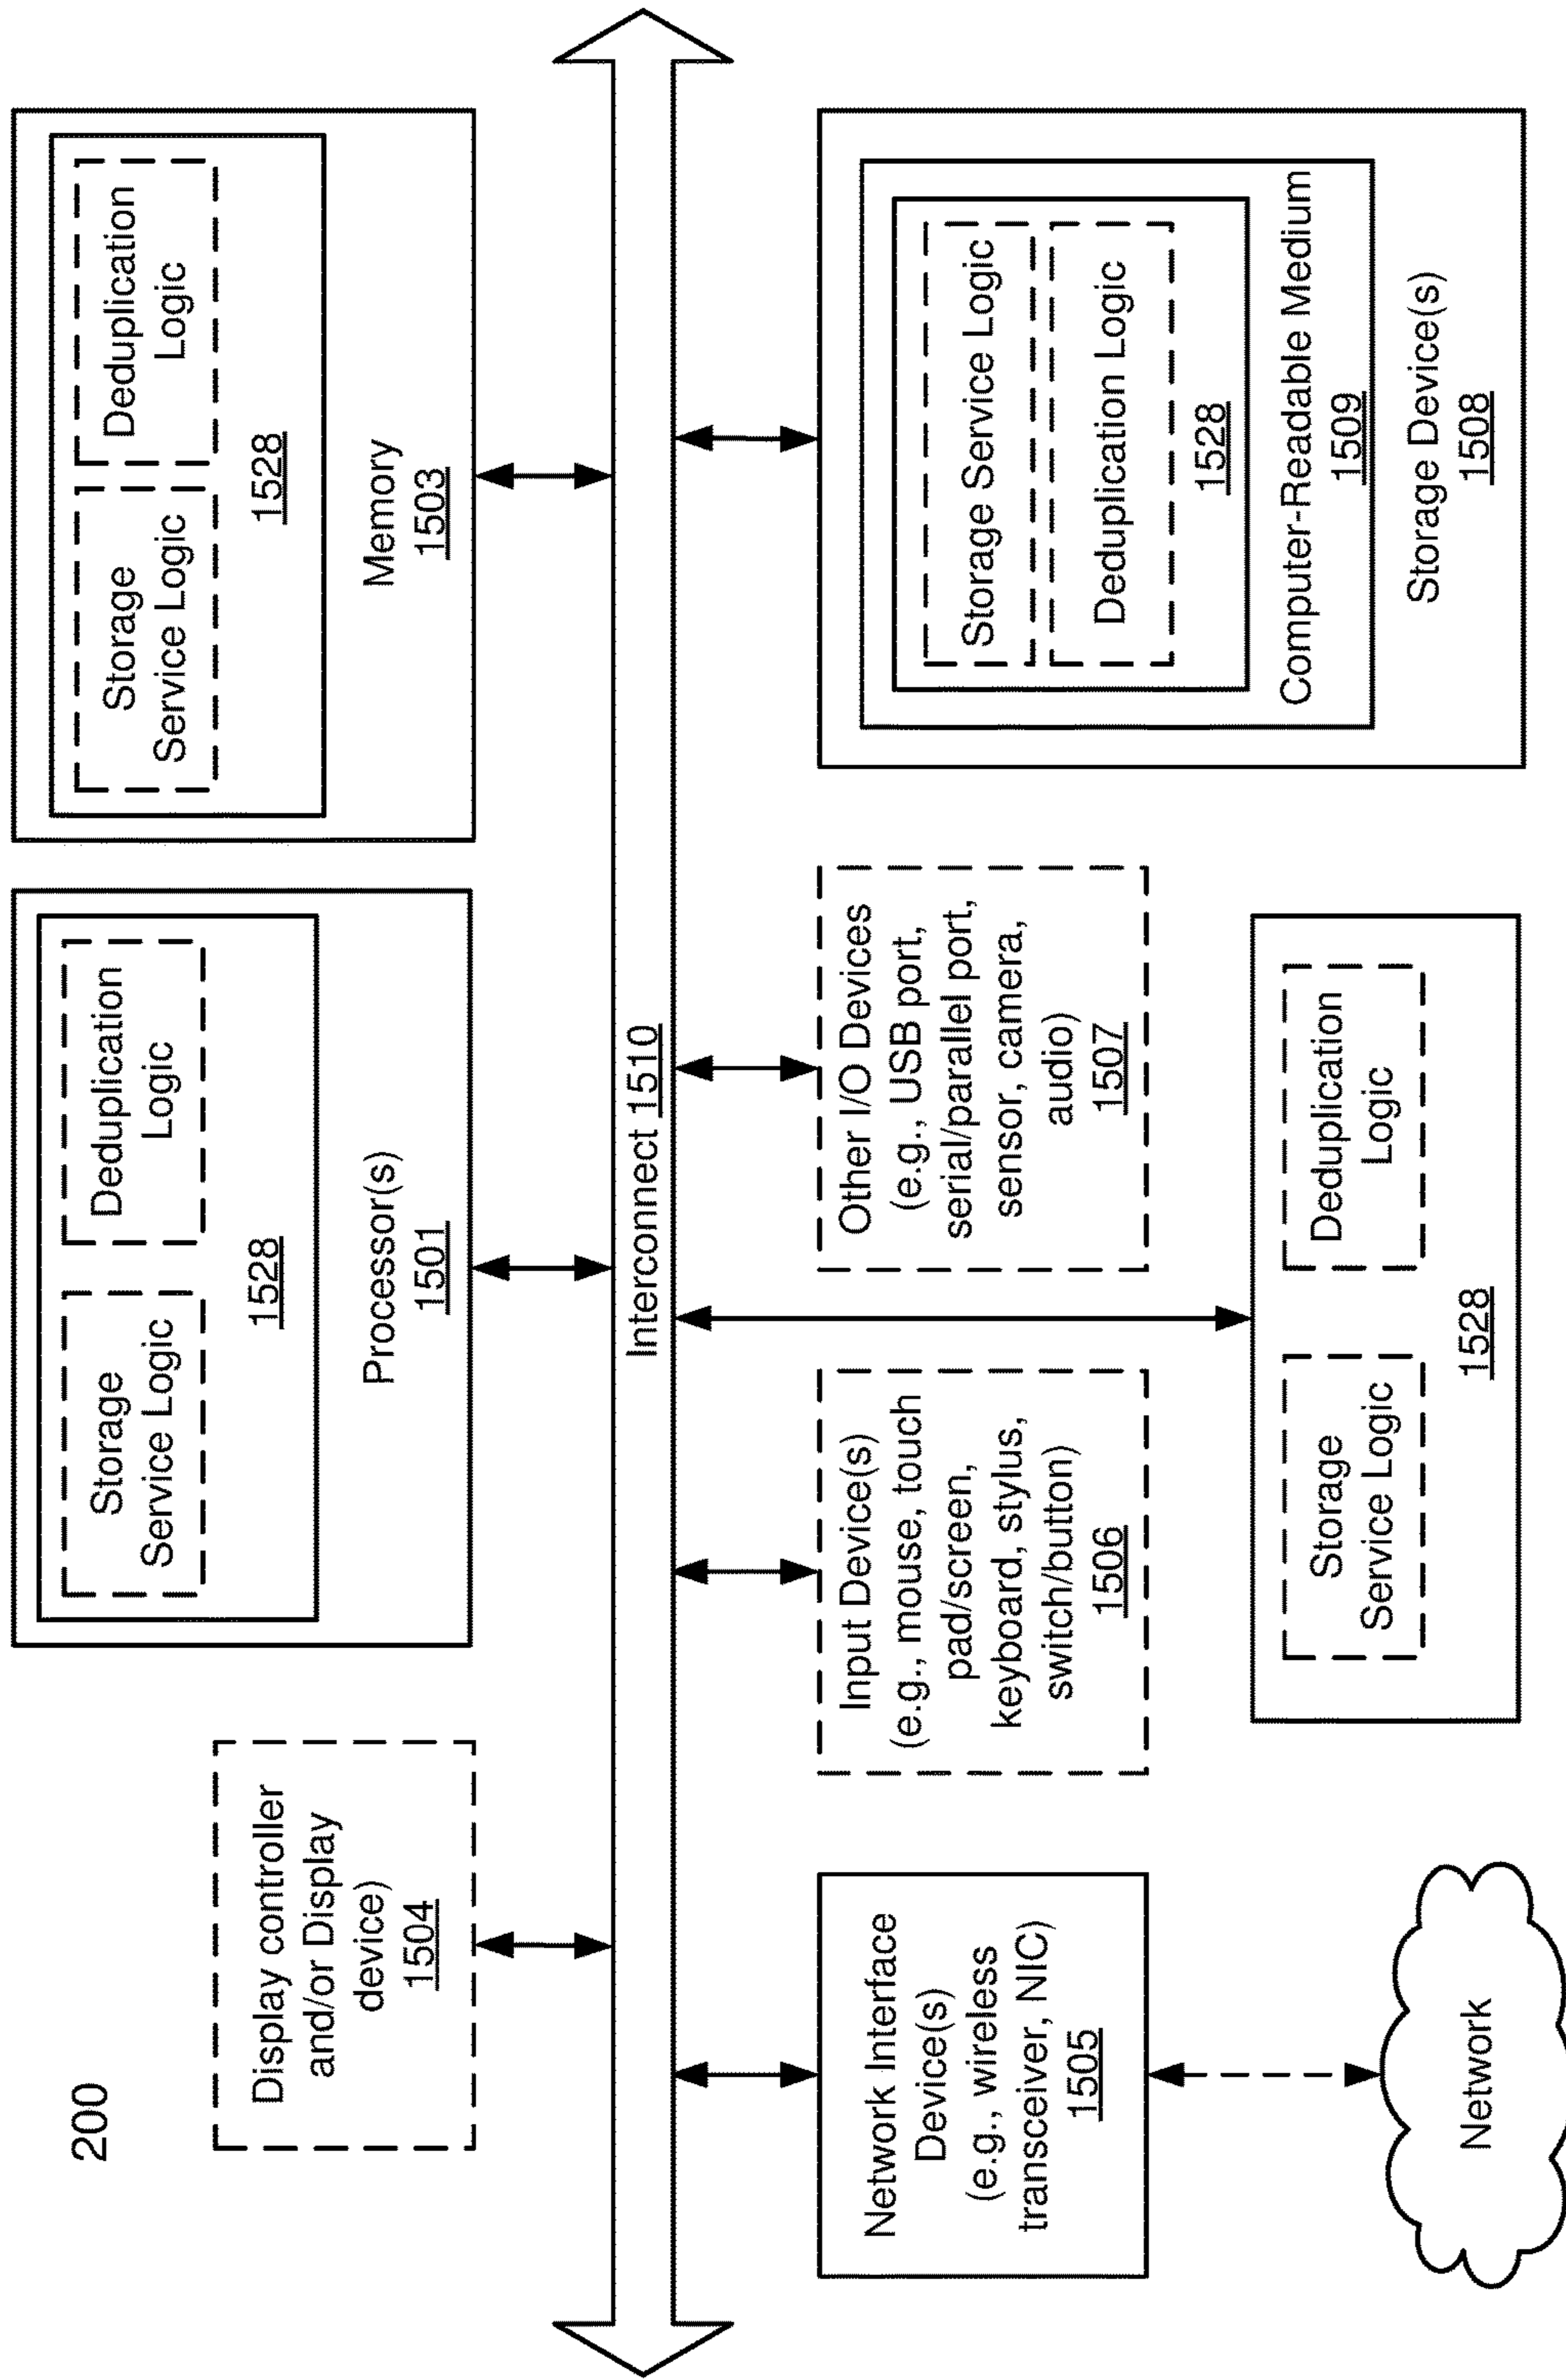 200
Display controller
and/or Display
device)
1504
Storage
Service Logic
Deduplication
Logic
1528
Processor(s)
1501
Storage
Service Logic
Deduplication
Logic
1528
Memory
1503
Interconnect 1510
Network Interface
Device(s)
(e.g., wireless
transceiver, NIC)
1505
Input Device(s)
(e.g., mouse, touch
pad/screen,
keyboard, stylus,
switch/button)
1506
Other I/O Devices
(e.g., USB port,
serial/parallel port,
sensor, camera,
audio)
1507
Storage Service Logic
Deduplication Logic
1528
Computer-Readable Medium
1509
Storage Device(s)
1508
Network
Storage
Service Logic
Deduplication
Logic
1528